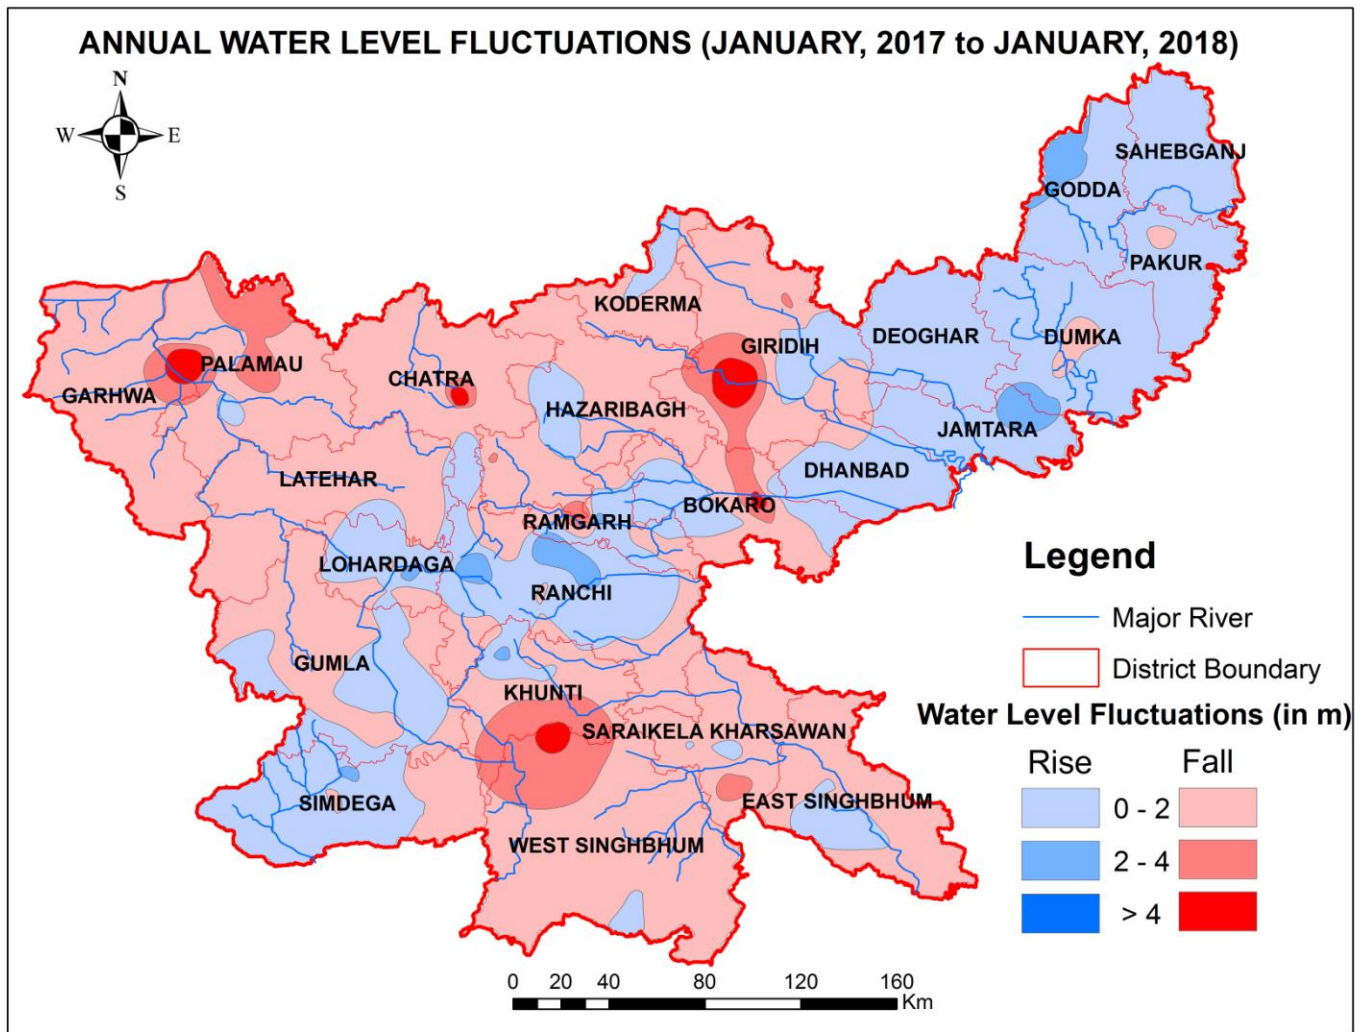 ANNUAL WATER LEVEL FLUCTUATIONS (JANUARY, 2017 to JANUARY, 2018)
N
W E
S
SAHEBGANJ
GODDA
PAKUR
KODERMA
DEOGHAR
DUMKA
GIRIDIH
PALAMAU
CHATRA
GARHWA
HAZARIBAGH
JAMTARA
DHANBAD
LATEHAR
BOKARO
RAMGARH
LOHARDAGA
RANCHI
GUMLA
KHUNTI
SARAIKELA KHARSAWAN
SIMDEGA
EAST SINGHBHUM
WEST SINGHBHUM
Legend
Major River
District Boundary
Water Level Fluctuations (in m)
Rise Fall
0 - 2
2 - 4
> 4
0 20 40 80 120 160
Km